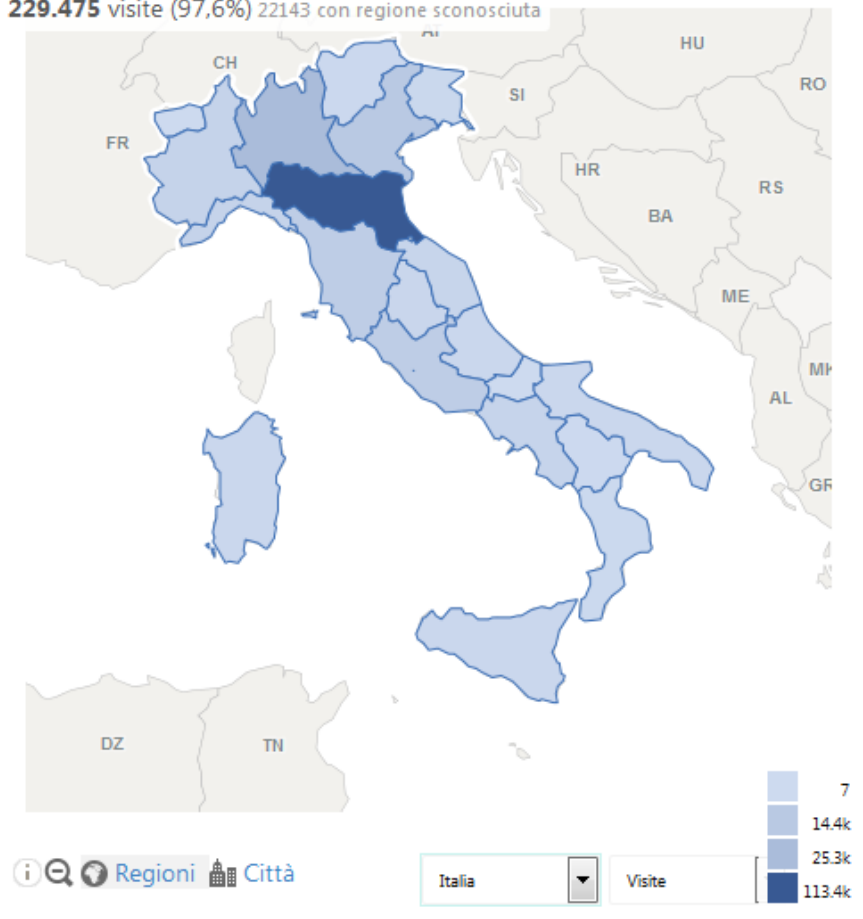 229.475 visite (97,6%) 22143 con regione sconosciuta
HU
CH
RO
SI
FR
HR
RS
BA
ME
AL
GR
DZ
TN
7
14.4k
25.3k
113.4k
Regioni
Città
Italia
Visite